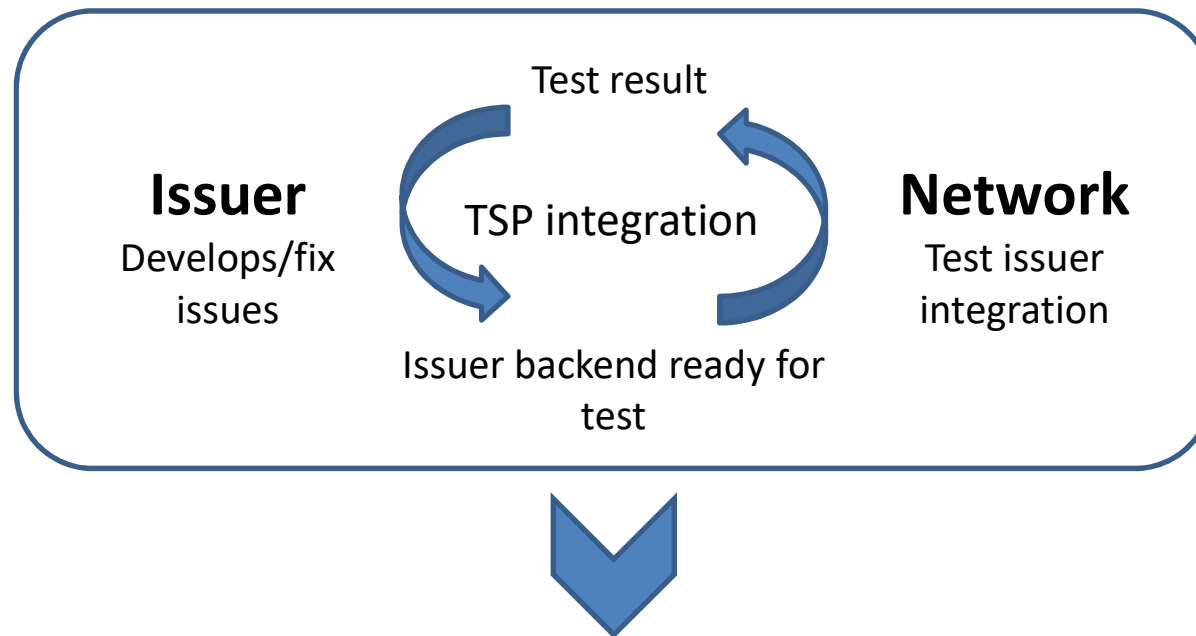 Test result
Issuer
Develops/fix
issues
TSP integration
Network
Test issuer
integration
Issuer backend ready for
test